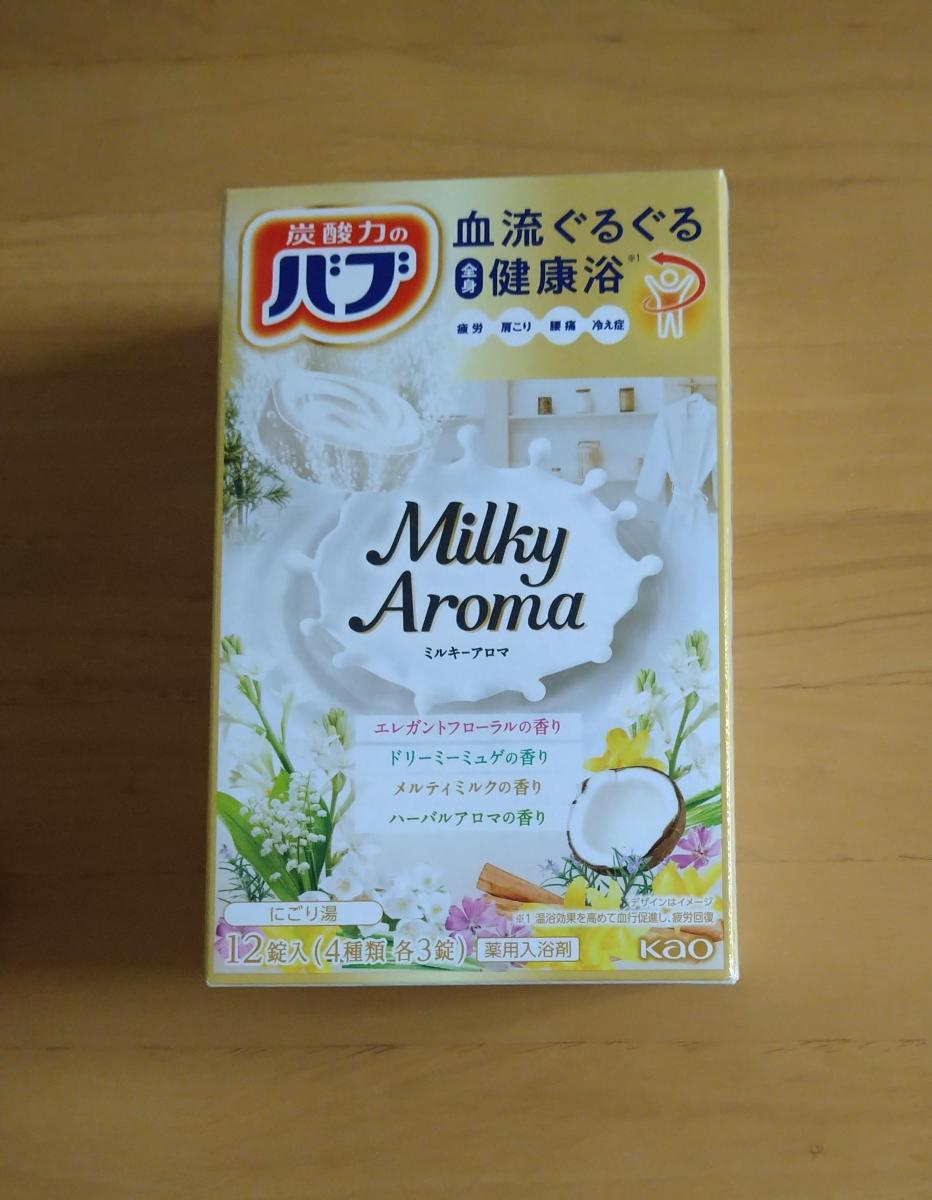 炭酸力の
バブ
血流ぐるぐる
全身 健康浴 ※1
疲労 肩こり 腰痛 冷え症
Milky
Aroma
ミルキーアロマ
エレガントフローラルの香り
ドリーミーミュゲの香り
メルティミルクの香り
ハーバルアロマの香り
デザインはイメージ
※1 温浴効果を高めて血行促進し、疲労回復
にごり湯
12錠入(4種類 各3錠) 薬用入浴剤
Kao